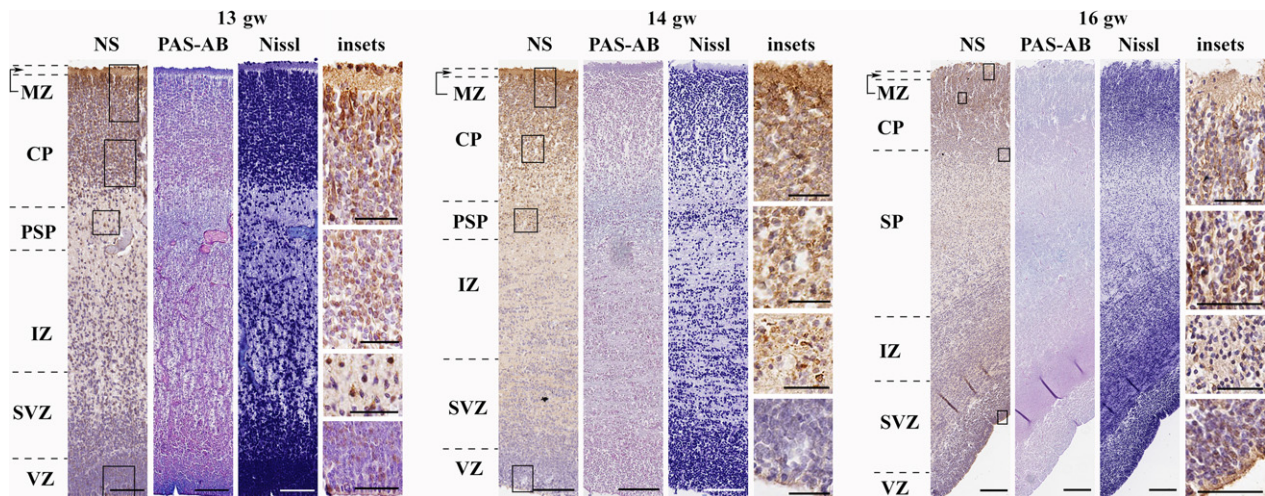 13 gw
NS PAS-AB Nissl insets
MZ
CP
PSP
IZ
SVZ
VZ
14 gw
NS PAS-AB Nissl insets
MZ
CP
PSP
IZ
SVZ
VZ
16 gw
NS PAS-AB Nissl insets
MZ
CP
SP
IZ
SVZ
VZ